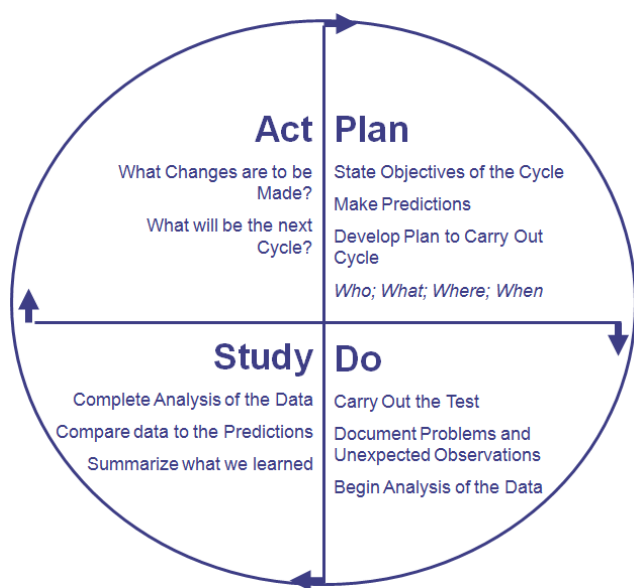 Act
What Changes are to be
Made?
What will be the next
Cycle?
Plan
State Objectives of the Cycle
Make Predictions
Develop Plan to Carry Out
Cycle
Who; What; Where; When
Study
Complete Analysis of the Data
Compare data to the Predictions
Summarize what we learned
Do
Carry Out the Test
Document Problems and
Unexpected Observations
Begin Analysis of the Data